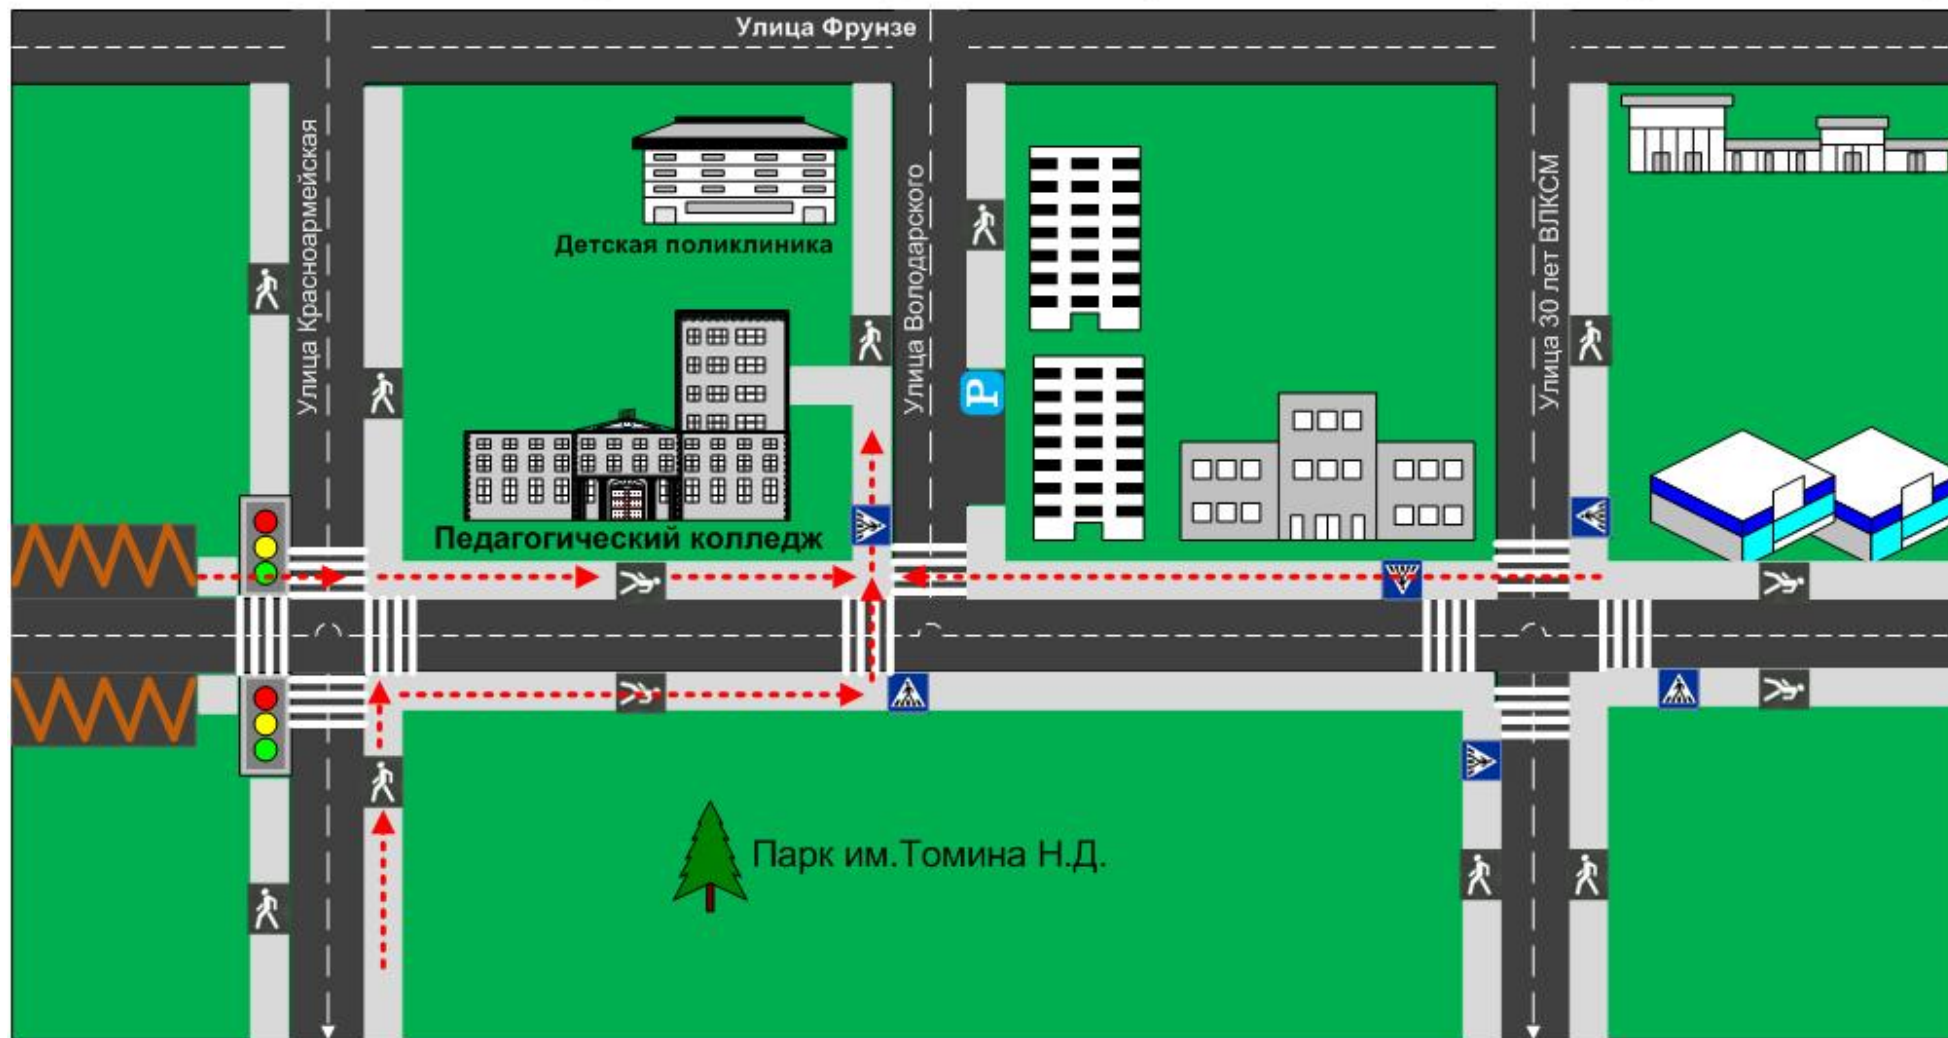 Улица Фрунзе
Улица Красноармейская
Детская поликлиника
Улица Володарского
Улица 30 лет ВЛКСМ
P
Педагогический колледж
Парк им.Томина Н.Д.